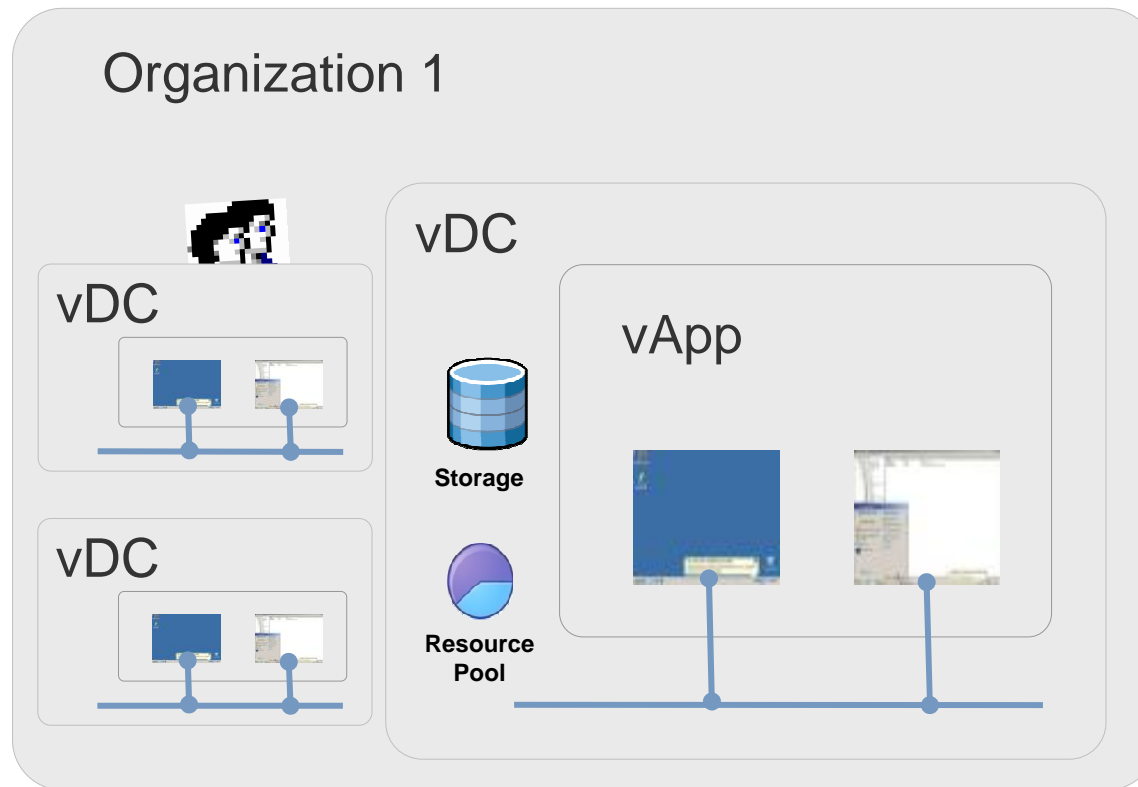 Organization 1
vDC
vDC
vApp
Storage
Resource
Pool
vDC